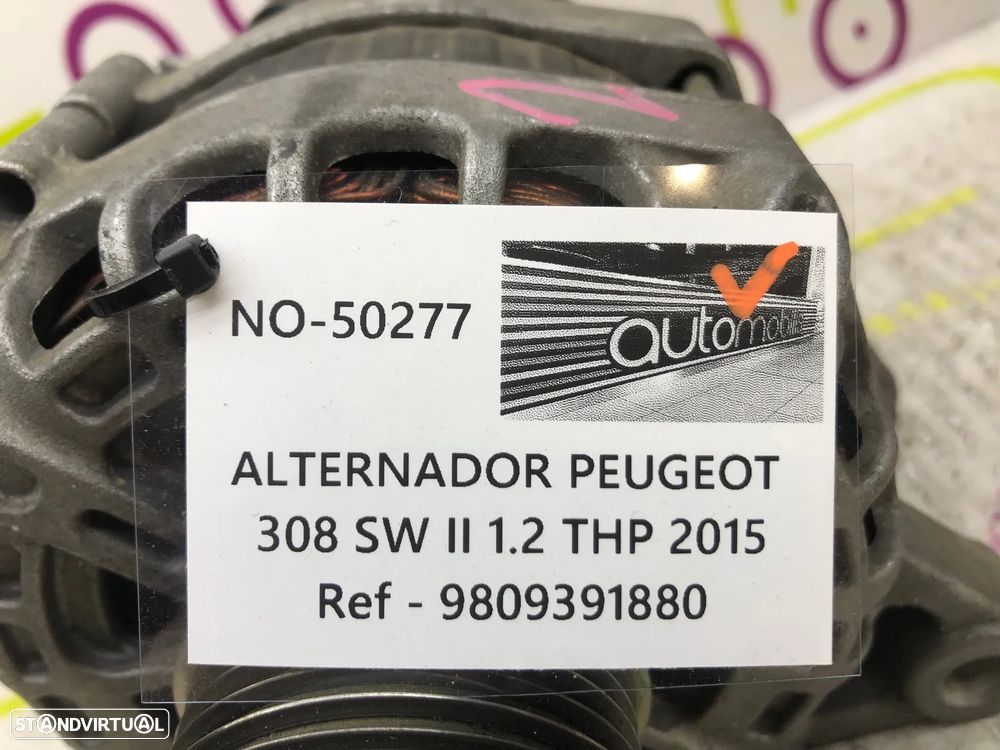 NO-50277
automobile
ALTERNADOR PEUGEOT
308 SW II 1.2 THP 2015
Ref - 9809391880
STANDVIRTUAL